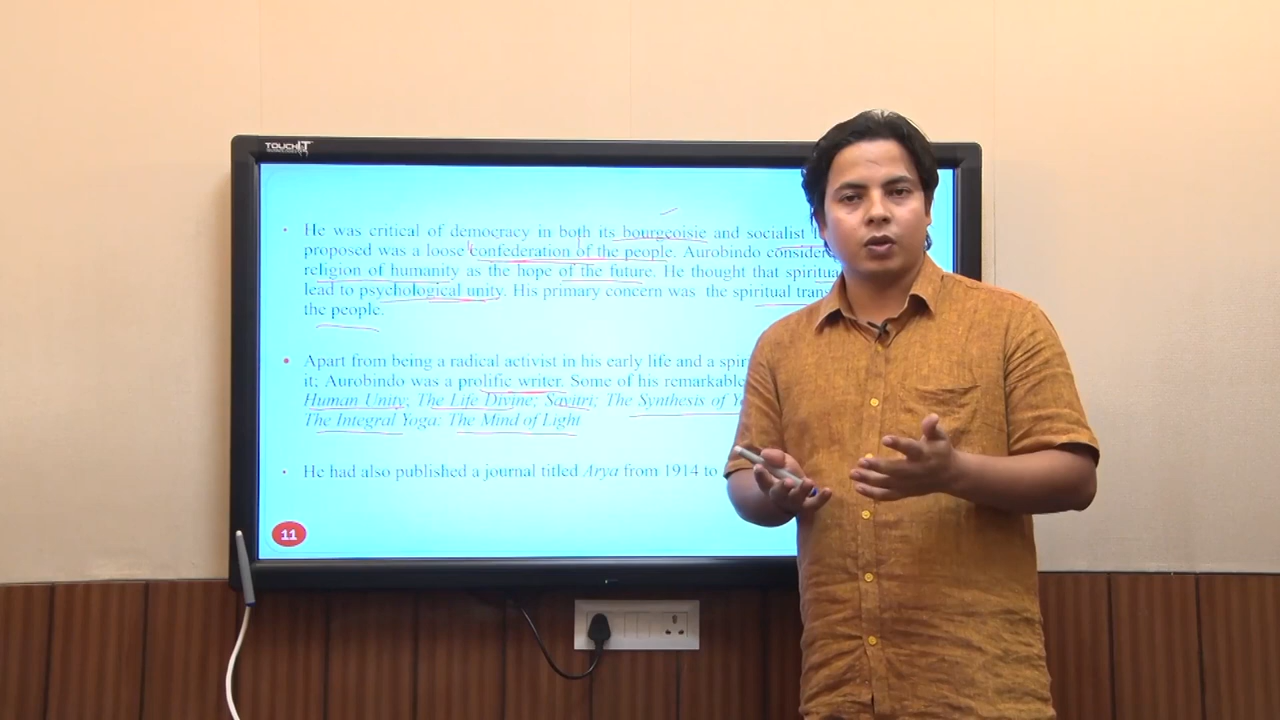 TOUCHIT
He was critical of democracy in both its bourgeoisie and socialist
proposed was a loose confederation of the people. Aurobindo consider
religion of humanity as the hope of the future. He thought that spiritua
lead to psychological unity. His primary concern was the spiritual trans
the people.
Apart from being a radical activist in his early life and a spir
it; Aurobindo was a prolific writer. Some of his remarkable
Human Unity; The Life Divine; Savitri; The Synthesis of Y
The Integral Yoga: The Mind of Light
He had also published a journal titled Arya from 1914 to
11